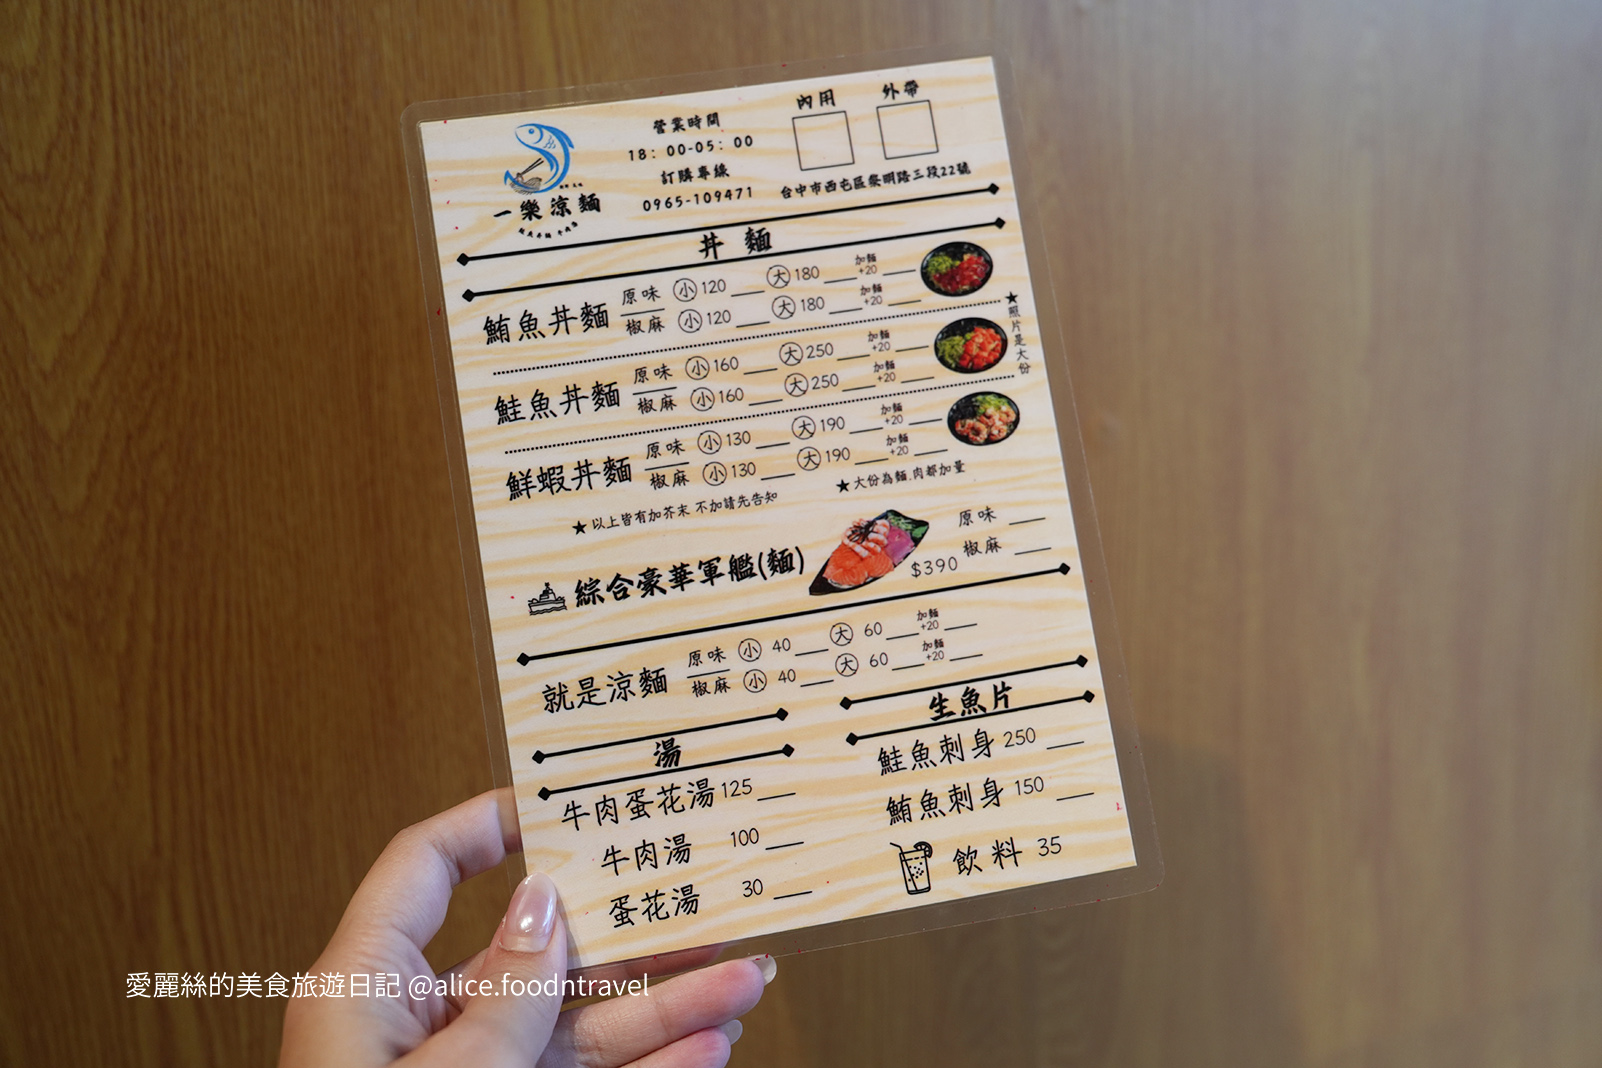 一樂涼麵
營業時間
18：00-05：00
訂購專線
0965-109471
內用
外帶
台中市西屯區黎明路三段22號
丼 麵
鮪魚丼麵
原味 小 120 大 180 加麵 +20
椒麻 小 120 大 180 加麵 +20
鮭魚丼麵
原味 小 160 大 250 加麵 +20
椒麻 小 160 大 250 加麵 +20
鮮蝦丼麵
原味 小 130 大 190 加麵 +20
椒麻 小 130 大 190 加麵 +20
★照片是大份
★大份為麵.肉都加量
★以上皆有加芥末 不加請先告知
綜合豪華軍艦(麵)
$390
原味
椒麻
就是涼麵
原味 小 40 大 60 加麵 +20
椒麻 小 40 大 60 加麵 +20
湯
牛肉蛋花湯 125
牛肉湯 100
蛋花湯 30
生魚片
鮭魚刺身 250
鮪魚刺身 150
飲料 35
愛麗絲的美食旅遊日記 @alice.foodntravel